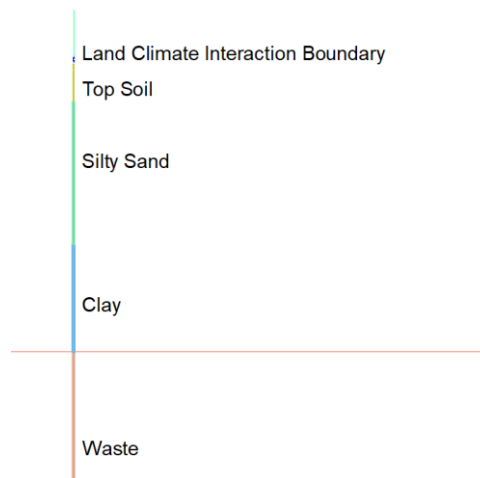 Land Climate Interaction Boundary
Top Soil
Silty Sand
Clay
Waste